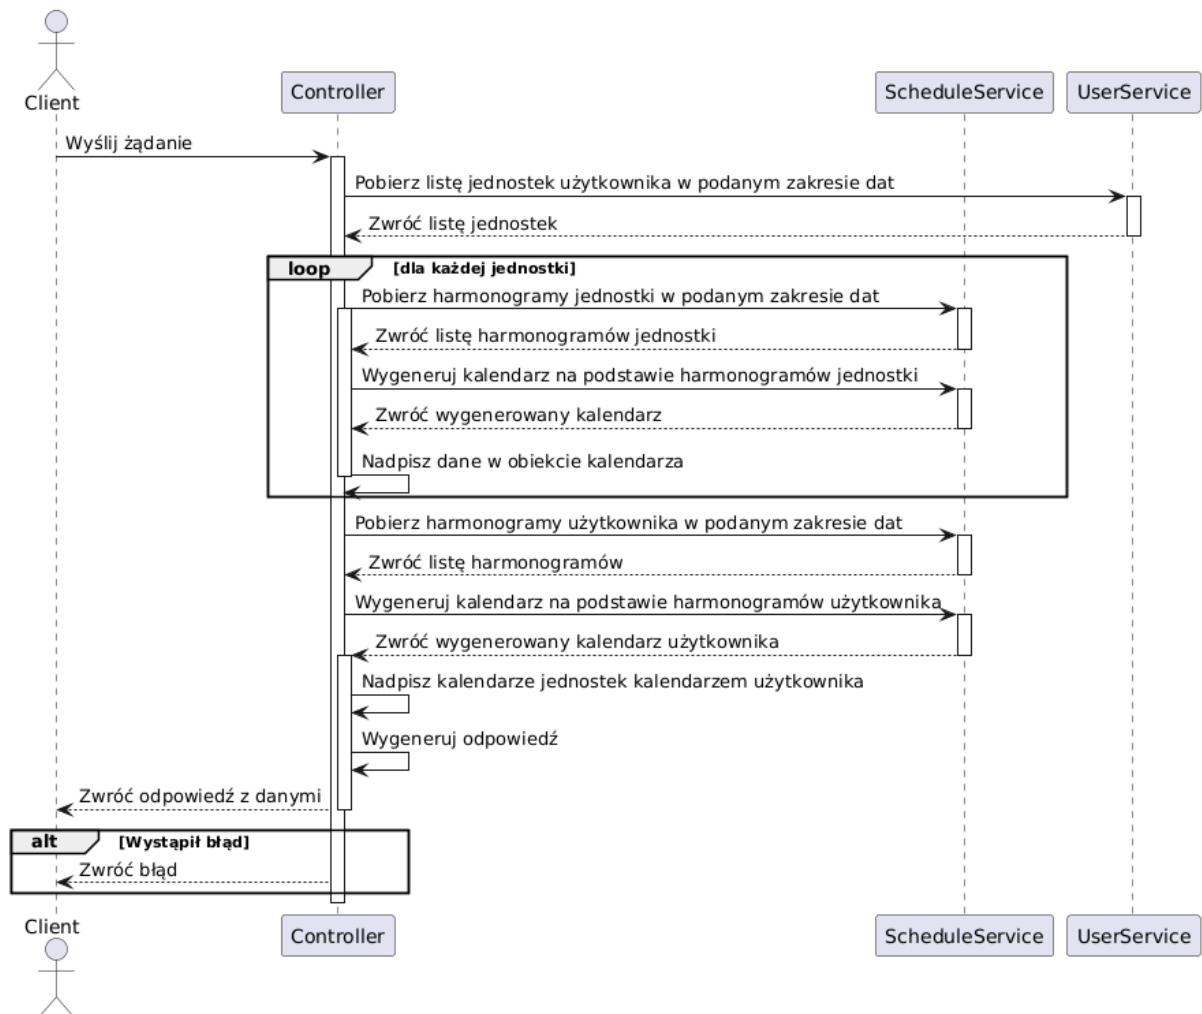 Client
Controller
ScheduleService
UserService
Wyślij żądanie
Pobierz listę jednostek użytkownika w podanym zakresie dat
Zwróć listę jednostek
loop
[dla każdej jednostki]
Pobierz harmonogramy jednostki w podanym zakresie dat
Zwróć listę harmonogramów jednostki
Wygeneruj kalendarz na podstawie harmonogramów jednostki
Zwróć wygenerowany kalendarz
Nadpisz dane w obiekcie kalendarza
Pobierz harmonogramy użytkownika w podanym zakresie dat
Zwróć listę harmonogramów
Wygeneruj kalendarz na podstawie harmonogramów użytkownika
Zwróć wygenerowany kalendarz użytkownika
Nadpisz kalendarze jednostek kalendarzem użytkownika
Wygeneruj odpowiedź
Zwróć odpowiedź z danymi
alt
[Wystąpił błąd]
Zwróć błąd
Client
Controller
ScheduleService
UserService